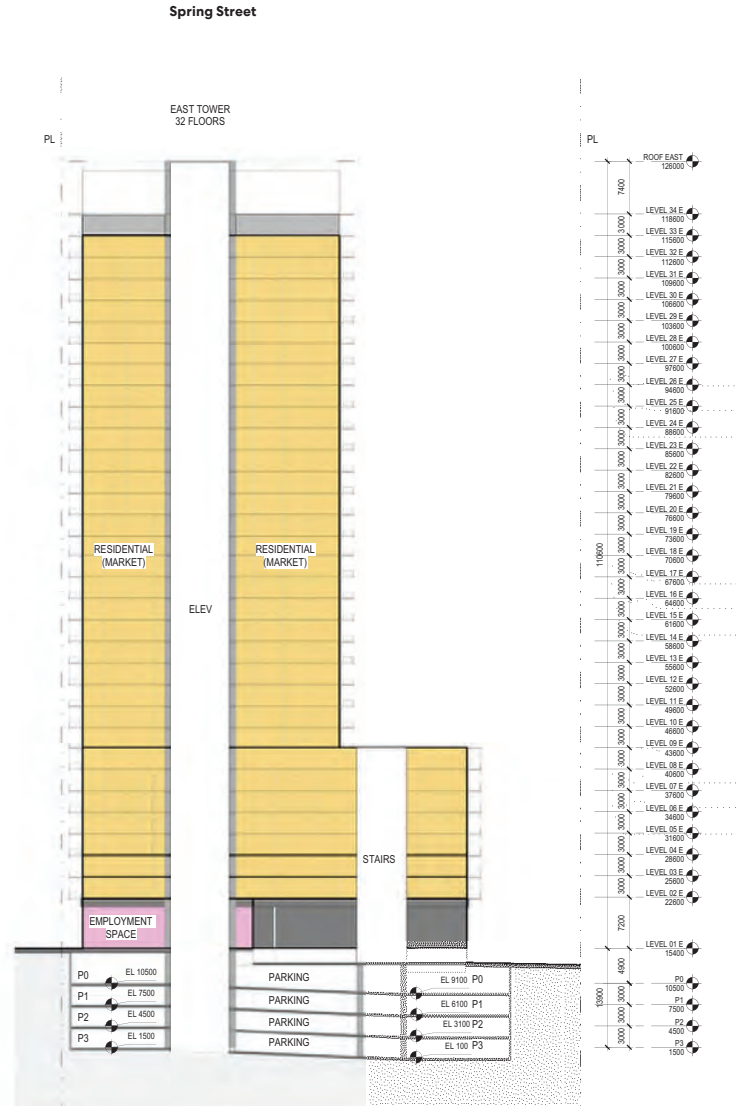 Spring Street
EAST TOWER
32 FLOORS
PL
PL
ROOF EAST
126000
7400
LEVEL 34 E
118600
3000
LEVEL 33 E
115600
3000
LEVEL 32 E
112600
3000
LEVEL 31 E
109600
3000
LEVEL 30 E
106600
3000
LEVEL 29 E
103600
3000
LEVEL 28 E
100600
3000
LEVEL 27 E
97600
3000
LEVEL 26 E
94600
3000
LEVEL 25 E
91600
3000
LEVEL 24 E
88600
3000
LEVEL 23 E
85600
3000
LEVEL 22 E
82600
3000
LEVEL 21 E
79600
3000
LEVEL 20 E
76600
3000
LEVEL 19 E
73600
3000
LEVEL 18 E
70600
3000
LEVEL 17 E
67600
3000
LEVEL 16 E
64600
3000
LEVEL 15 E
61600
3000
LEVEL 14 E
58600
3000
LEVEL 13 E
55600
3000
LEVEL 12 E
52600
3000
LEVEL 11 E
49600
3000
LEVEL 10 E
46600
3000
LEVEL 09 E
43600
3000
LEVEL 08 E
40600
3000
LEVEL 07 E
37600
3000
LEVEL 06 E
34600
3000
LEVEL 05 E
31600
3000
LEVEL 04 E
28600
3000
LEVEL 03 E
25600
3000
LEVEL 02 E
22600
7200
LEVEL 01 E
15400
4900
P0
10500
3000
P1
7500
3000
P2
4500
3000
P3
1500
110600
13900
RESIDENTIAL
(MARKET)
RESIDENTIAL
(MARKET)
ELEV
STAIRS
EMPLOYMENT
SPACE
P0 EL 10500
P1 EL 7500
P2 EL 4500
P3 EL 1500
PARKING
PARKING
PARKING
PARKING
EL 9100 P0
EL 6100 P1
EL 3100 P2
EL 100 P3